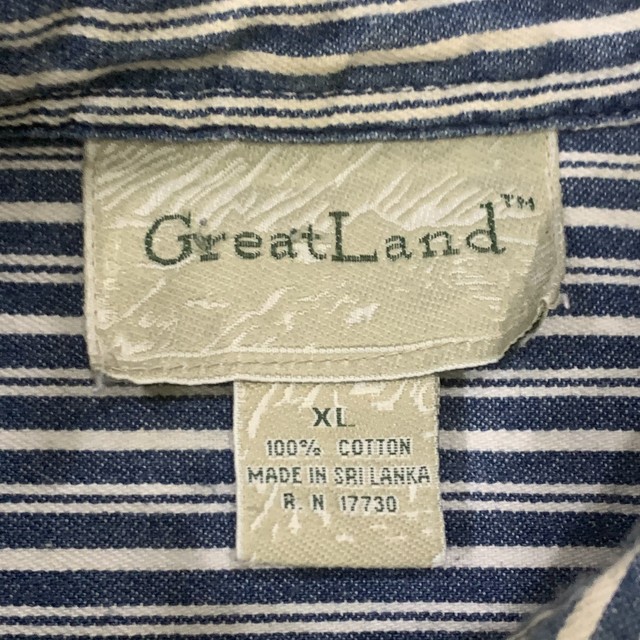 GreatLand™
XL
100% COTTON
MADE IN SRI LANKA
R. N 17730